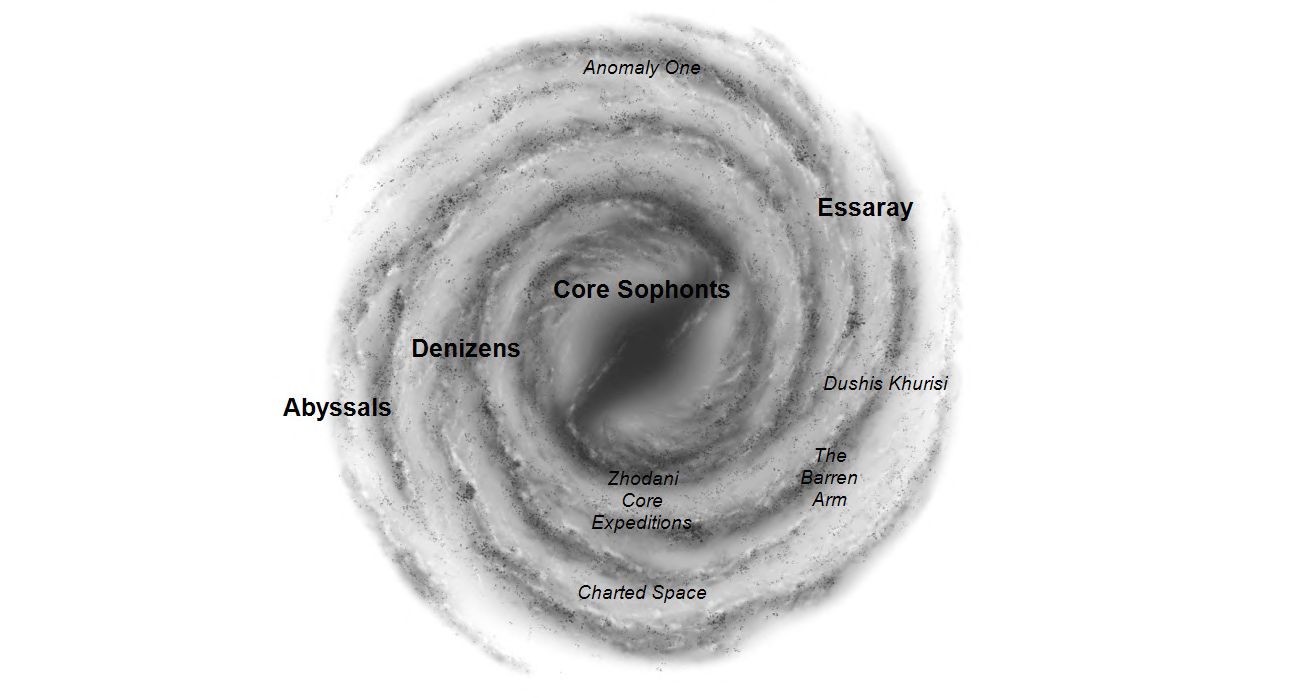 Anomaly One
Essaray
Core Sophonts
Denizens
Dushis Khurisi
Abyssals
The
Barren
Arm
Zhodani
Core
Expeditions
Charted Space